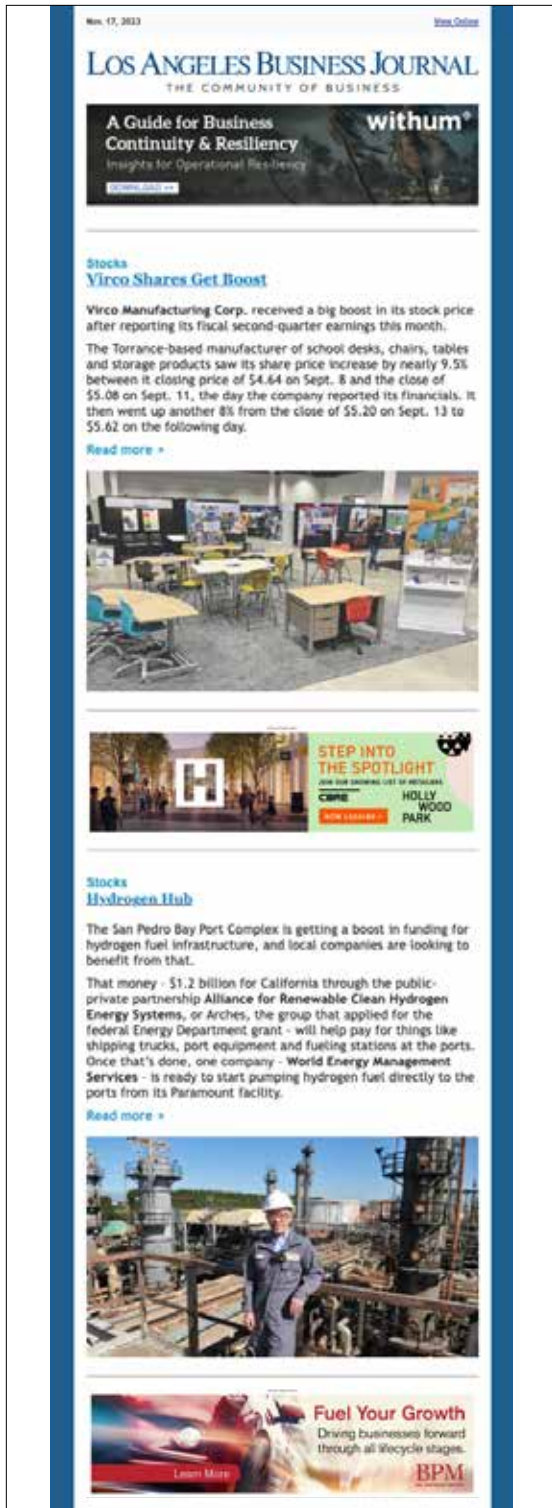 Nov. 17, 2023
View Online
LOS ANGELES BUSINESS JOURNAL
THE COMMUNITY OF BUSINESS
A Guide for Business
Continuity & Resiliency
Insights for Operational Resiliency
DOWNLOAD >>
withum
Stocks
Virco Shares Get Boost
Virco Manufacturing Corp. received a big boost in its stock price
after reporting its fiscal second-quarter earnings this month.
The Torrance-based manufacturer of school desks, chairs, tables
and storage products saw its share price increase by nearly 9.5%
between it closing price of $4.64 on Sept. 8 and the close of
$5.08 on Sept. 11, the day the company reported its financials. It
then went up another 8% from the close of $5.20 on Sept. 13 to
$5.62 on the following day.
Read more »
H
STEP INTO
THE SPOTLIGHT
JOIN OUR GROWING LIST OF RETAILERS
CBRE
NOW LEASING >
HOLLY
WOOD
PARK
Stocks
Hydrogen Hub
The San Pedro Bay Port Complex is getting a boost in funding for
hydrogen fuel infrastructure, and local companies are looking to
benefit from that.
That money – $1.2 billion for California through the public-
private partnership Alliance for Renewable Clean Hydrogen
Energy Systems, or Arches, the group that applied for the
federal Energy Department grant – will help pay for things like
shipping trucks, port equipment and fueling stations at the ports.
Once that's done, one company – World Energy Management
Services – is ready to start pumping hydrogen fuel directly to the
ports from its Paramount facility.
Read more »
Fuel Your Growth
Driving businesses forward
through all lifecycle stages.
Learn More
BPM